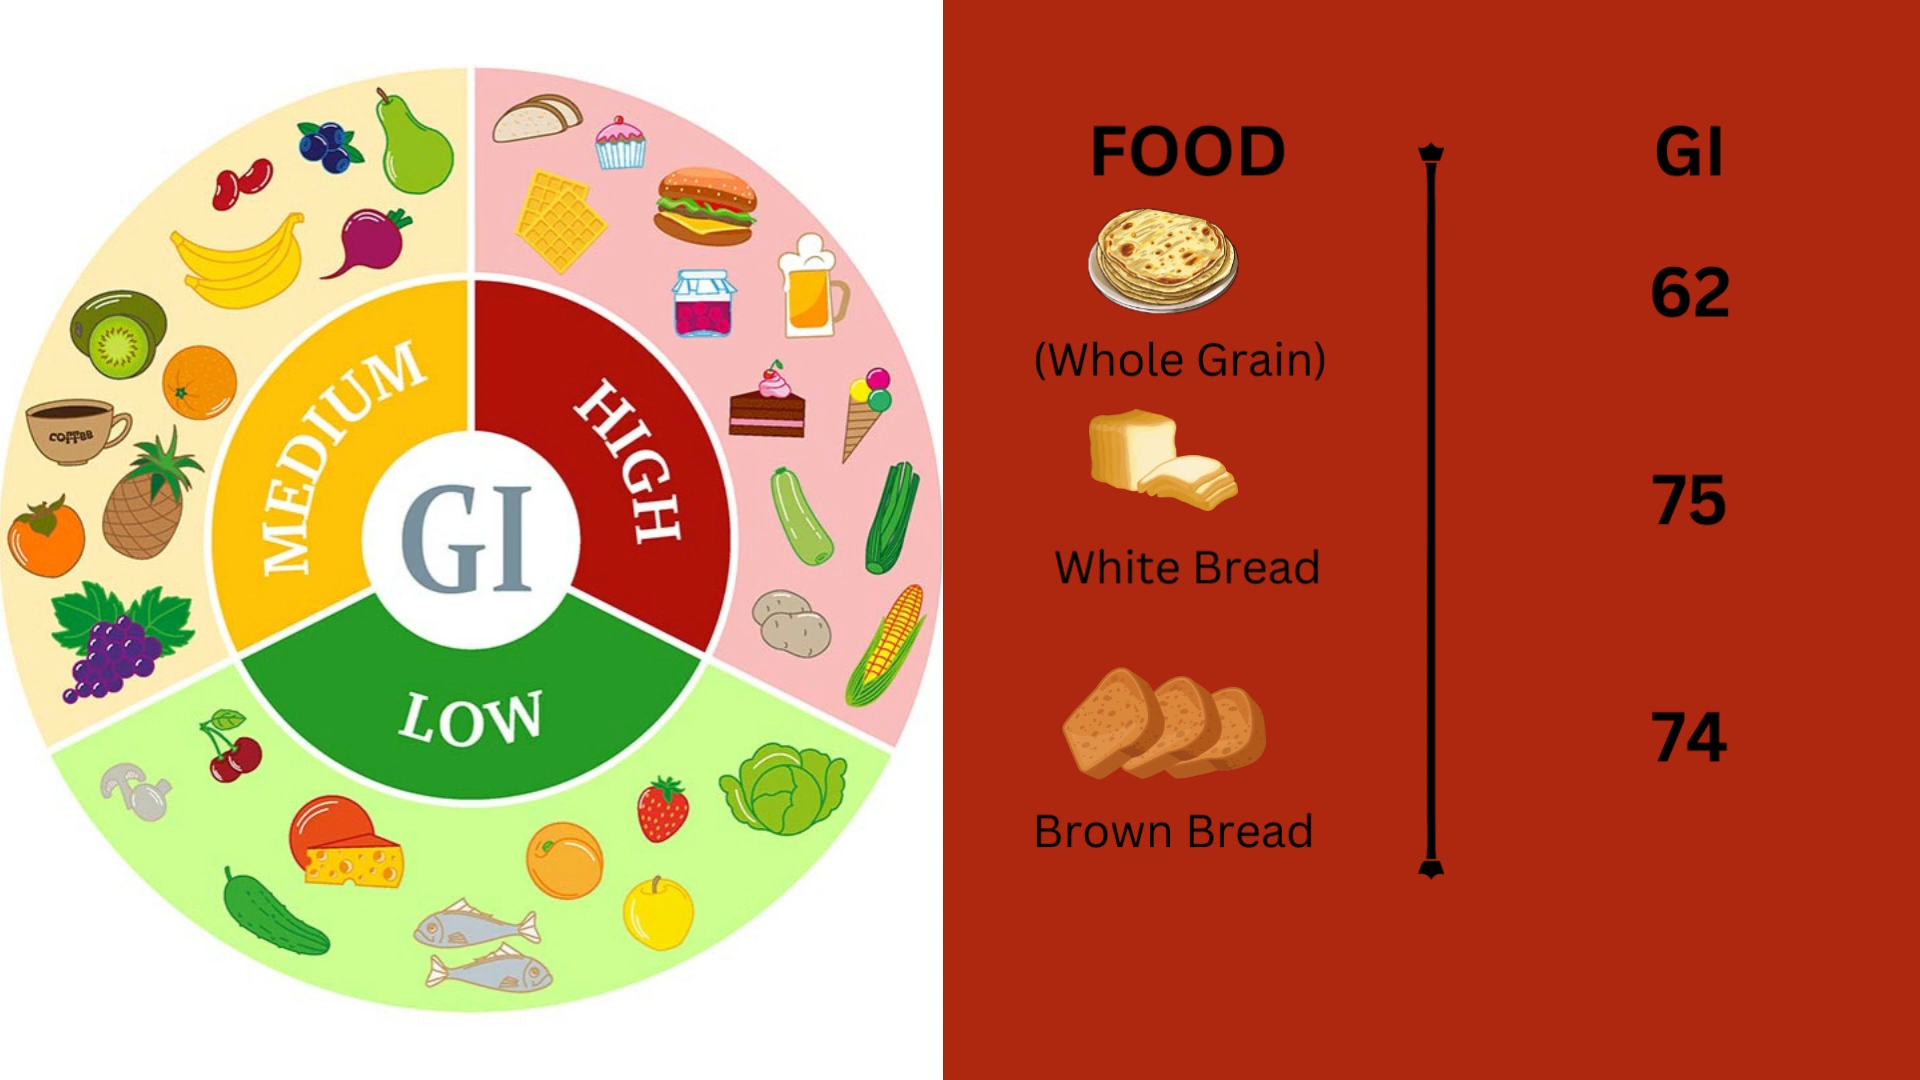 MEDIUM
HIGH
GI
LOW
coffee
FOOD
GI
62
(Whole Grain)
75
White Bread
74
Brown Bread